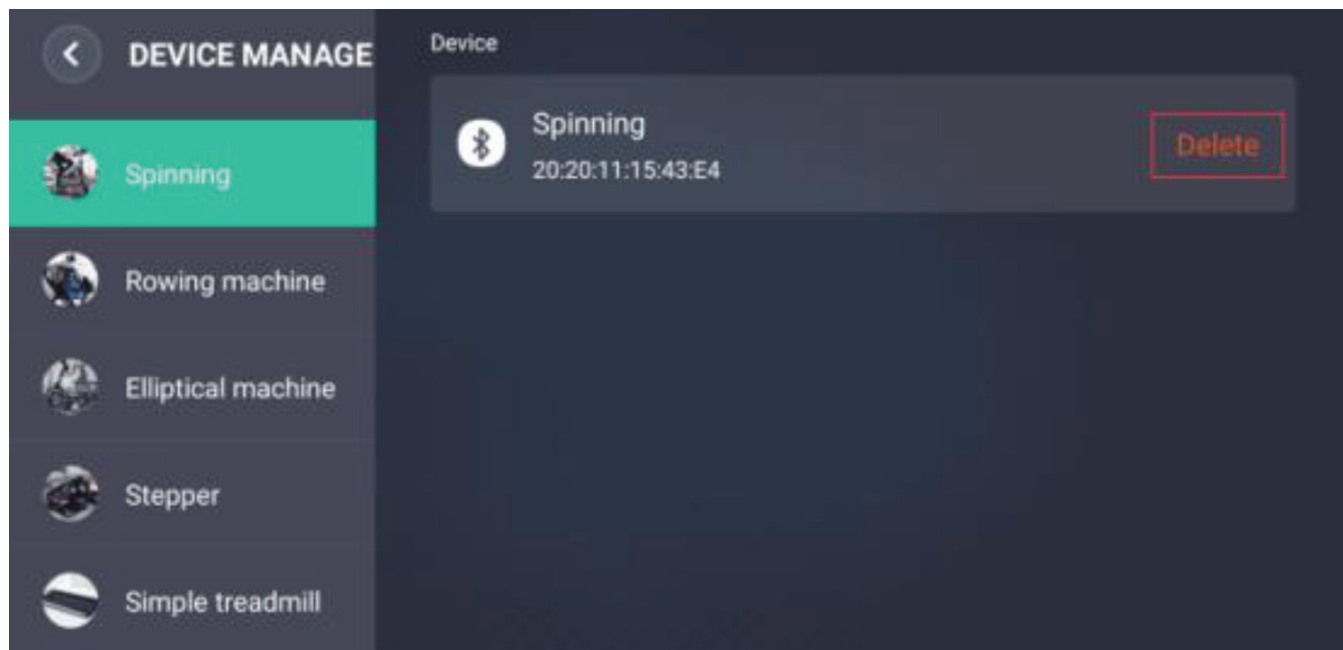 DEVICE MANAGE
Spinning
Rowing machine
Elliptical machine
Stepper
Simple treadmill
Device
Spinning
20:20:11:15:43:E4
Delete